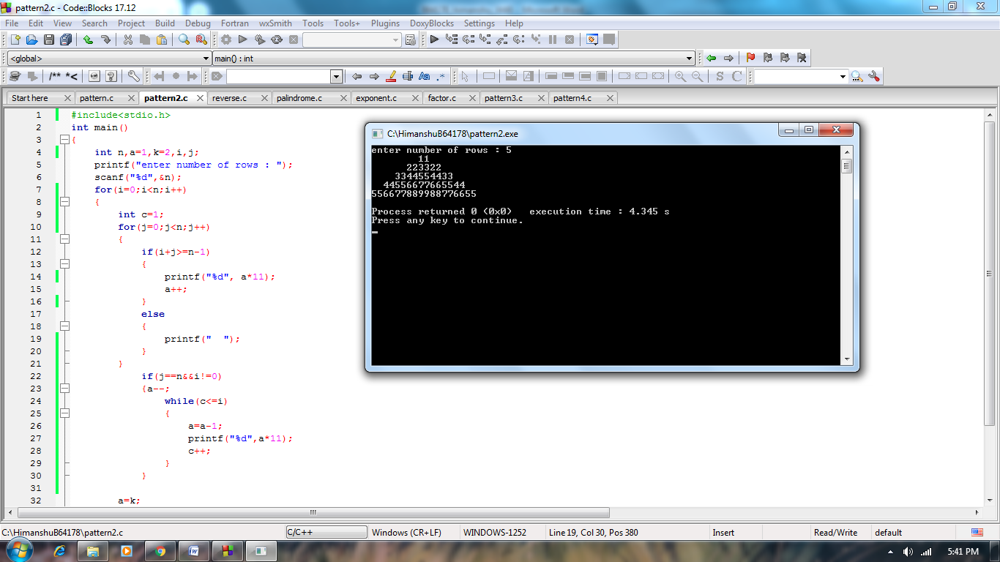 pattern2.c - Code::Blocks 17.12
File Edit View Search Project Build Debug Fortran wxSmith Tools Tools+ Plugins DoxyBlocks Settings Help
<global> main() : int
/** *<
S C
Start here pattern.c pattern2.c reverse.c palindrome.c exponent.c factor.c pattern3.c pattern4.c
1 #include<stdio.h>
2 int main()
3 {
4 int n,a=1,k=2,i,j;
5 printf("enter number of rows : ");
6 scanf("%d",&n);
7 for(i=0;i<n;i++)
8 {
9 int c=1;
10 for(j=0;j<n;j++)
11 {
12 if(i+j>=n-1)
13 {
14 printf("%d", a*11);
15 a++;
16 }
17 else
18 {
19 printf("  ");
20 }
21 }
22 if(j==n&&i!=0)
23 {a--;
24 while(c<=i)
25 {
26 a=a-1;
27 printf("%d",a*11);
28 c++;
29 }
30 }
31
32 a=k;
C:\HimanshuB64178\pattern2.exe
enter number of rows : 5
        11
      223322
    3344554433
  44556677665544
556677889988776655
Process returned 0 (0x0)   execution time : 4.345 s
Press any key to continue.
C:\HimanshuB64178\pattern2.c C/C++ Windows (CR+LF) WINDOWS-1252 Line 19, Col 30, Pos 380 Insert Read/Write default
5:41 PM